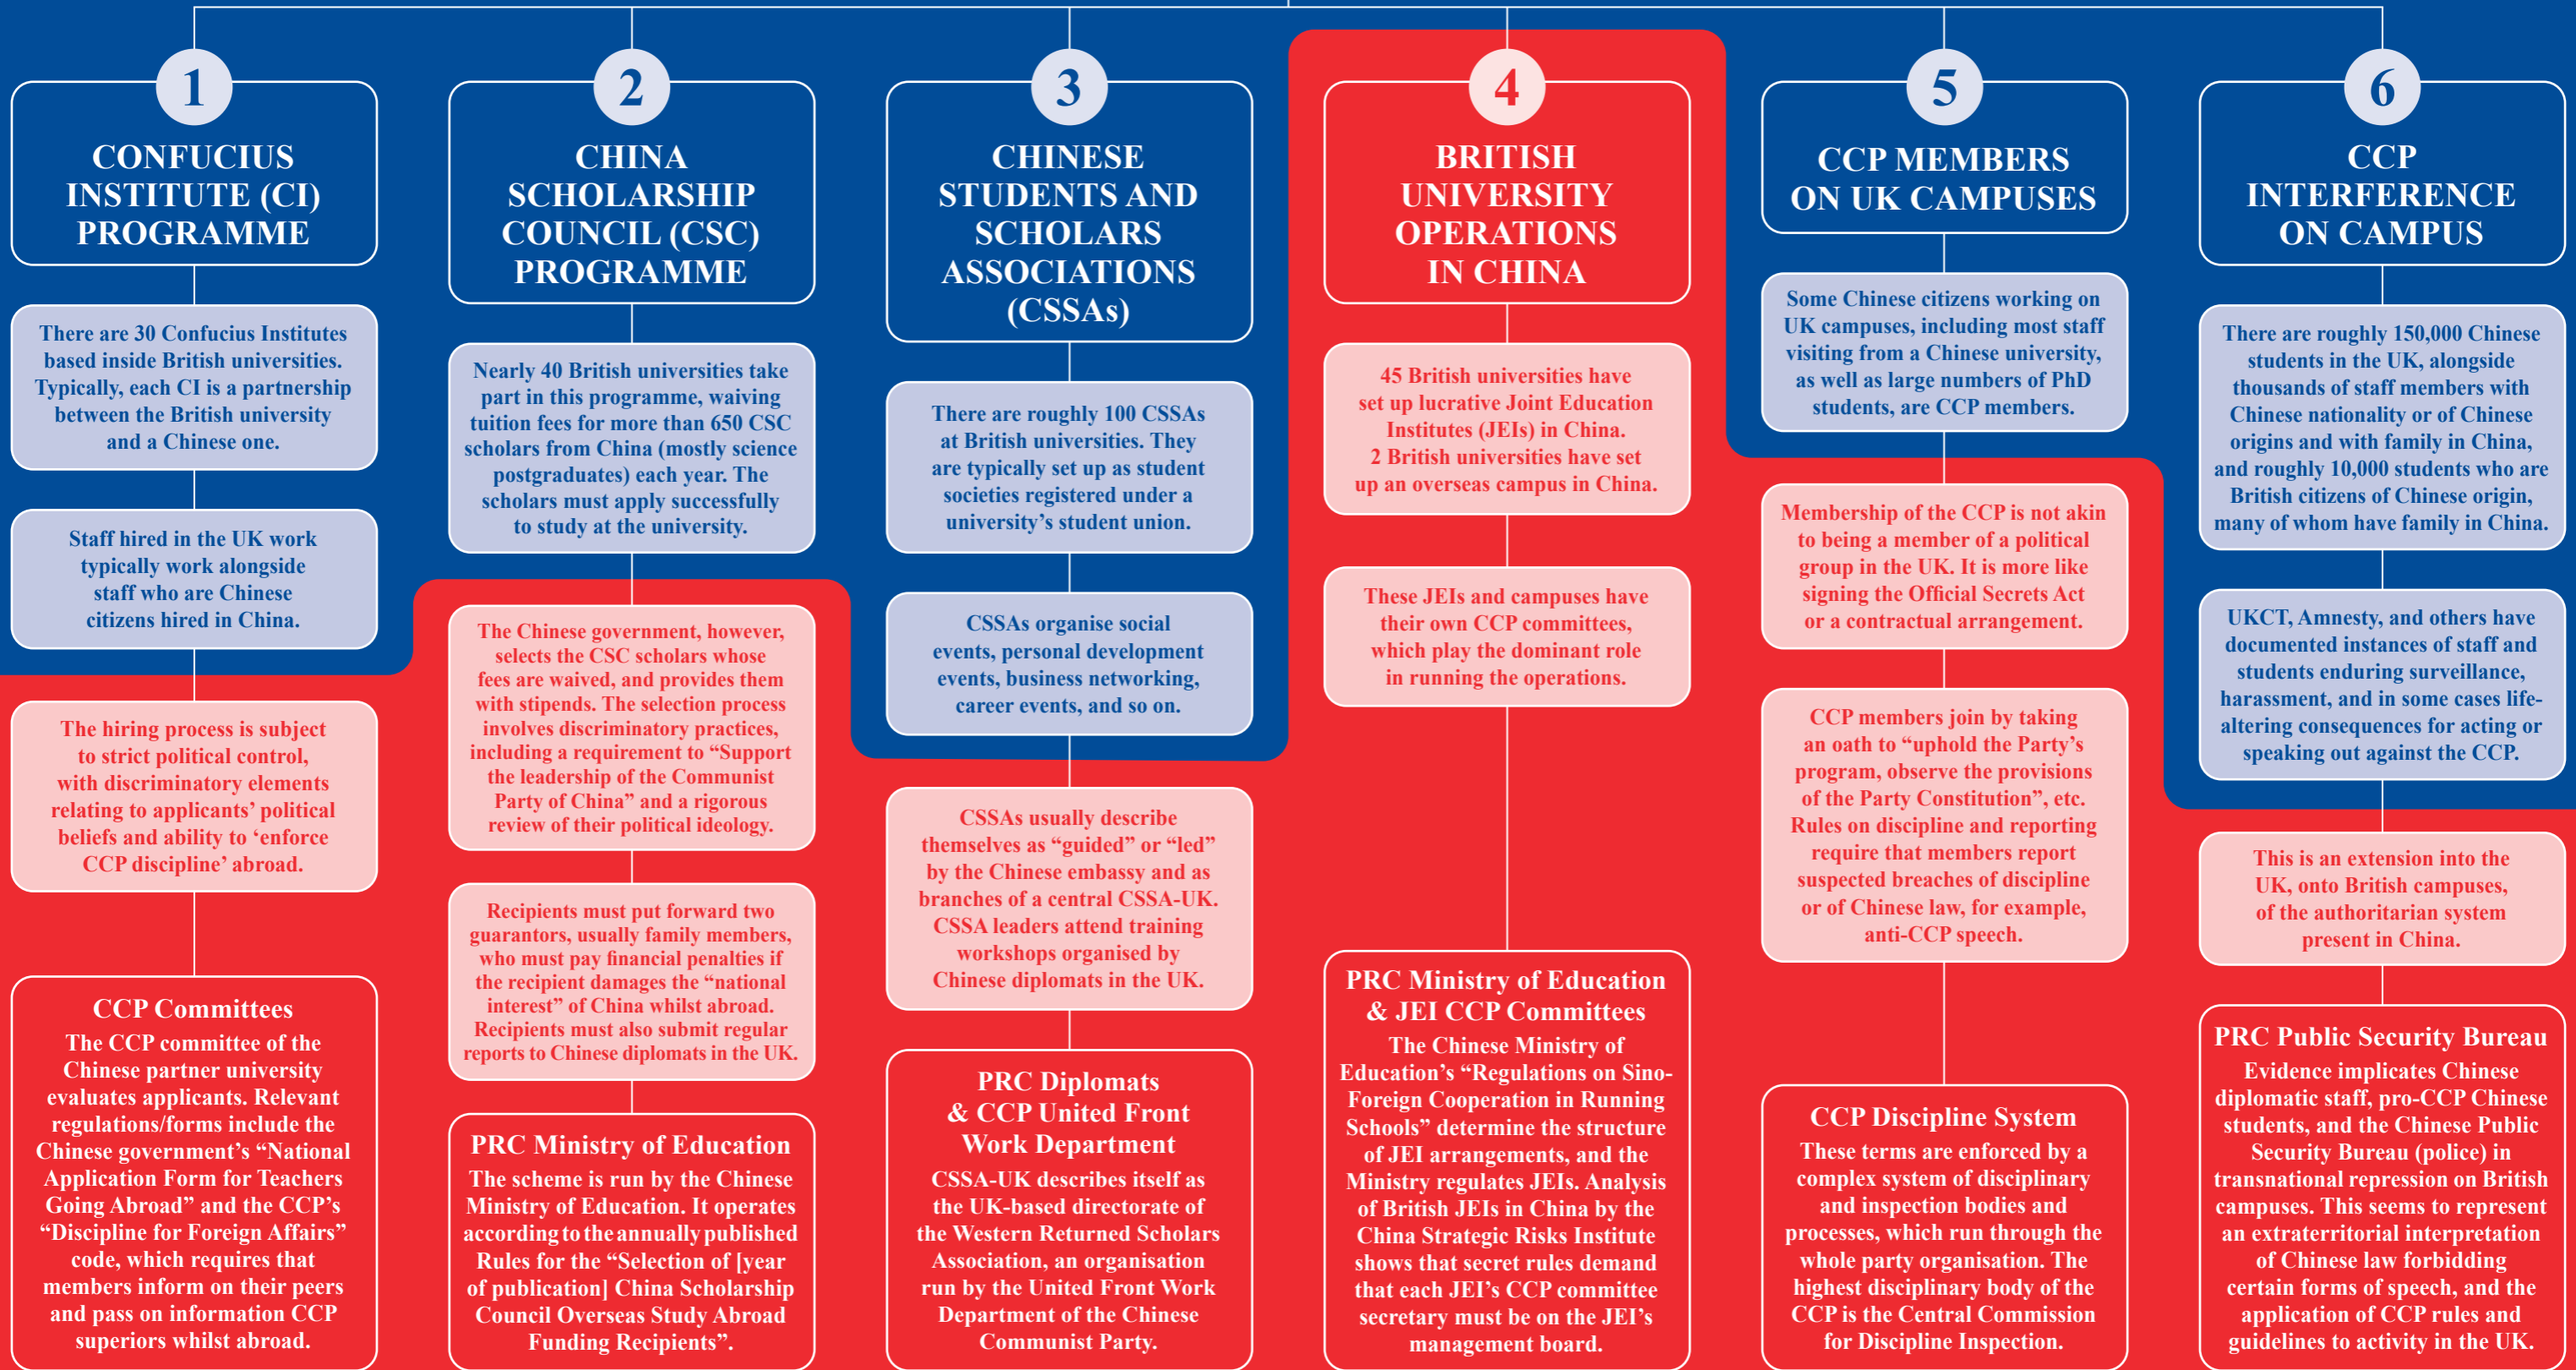 1
CONFUCIUS
INSTITUTE (CI)
PROGRAMME
There are 30 Confucius Institutes
based inside British universities.
Typically, each CI is a partnership
between the British university
and a Chinese one.
Staff hired in the UK work
typically work alongside
staff who are Chinese
citizens hired in China.
The hiring process is subject
to strict political control,
with discriminatory elements
relating to applicants’ political
beliefs and ability to ‘enforce
CCP discipline’ abroad.
CCP Committees
The CCP committee of the
Chinese partner university
evaluates applicants. Relevant
regulations/forms include the
Chinese government’s “National
Application Form for Teachers
Going Abroad” and the CCP’s
“Discipline for Foreign Affairs”
code, which requires that
members inform on their peers
and pass on information CCP
superiors whilst abroad.
2
CHINA
SCHOLARSHIP
COUNCIL (CSC)
PROGRAMME
Nearly 40 British universities take
part in this programme, waiving
tuition fees for more than 650 CSC
scholars from China (mostly science
postgraduates) each year. The
scholars must apply successfully
to study at the university.
The Chinese government, however,
selects the CSC scholars whose
fees are waived, and provides them
with stipends. The selection process
involves discriminatory practices,
including a requirement to “Support
the leadership of the Communist
Party of China” and a rigorous
review of their political ideology.
Recipients must put forward two
guarantors, usually family members,
who must pay financial penalties if
the recipient damages the “national
interest” of China whilst abroad.
Recipients must also submit regular
reports to Chinese diplomats in the UK.
PRC Ministry of Education
The scheme is run by the Chinese
Ministry of Education. It operates
according to the annually published
Rules for the “Selection of [year
of publication] China Scholarship
Council Overseas Study Abroad
Funding Recipients”.
3
CHINESE
STUDENTS AND
SCHOLARS
ASSOCIATIONS
(CSSAs)
There are roughly 100 CSSAs
at British universities. They
are typically set up as student
societies registered under a
university’s student union.
CSSAs organise social
events, personal development
events, business networking,
career events, and so on.
CSSAs usually describe
themselves as “guided” or “led”
by the Chinese embassy and as
branches of a central CSSA-UK.
CSSA leaders attend training
workshops organised by
Chinese diplomats in the UK.
PRC Diplomats
& CCP United Front
Work Department
CSSA-UK describes itself as
the UK-based directorate of
the Western Returned Scholars
Association, an organisation
run by the United Front Work
Department of the Chinese
Communist Party.
4
BRITISH
UNIVERSITY
OPERATIONS
IN CHINA
45 British universities have
set up lucrative Joint Education
Institutes (JEIs) in China.
2 British universities have set
up an overseas campus in China.
These JEIs and campuses have
their own CCP committees,
which play the dominant role
in running the operations.
PRC Ministry of Education
& JEI CCP Committees
The Chinese Ministry of
Education’s “Regulations on Sino-
Foreign Cooperation in Running
Schools” determine the structure
of JEI arrangements, and the
Ministry regulates JEIs. Analysis
of British JEIs in China by the
China Strategic Risks Institute
shows that secret rules demand
that each JEI’s CCP committee
secretary must be on the JEI’s
management board.
5
CCP MEMBERS
ON UK CAMPUSES
Some Chinese citizens working on
UK campuses, including most staff
visiting from a Chinese university,
as well as large numbers of PhD
students, are CCP members.
Membership of the CCP is not akin
to being a member of a political
group in the UK. It is more like
signing the Official Secrets Act
or a contractual arrangement.
CCP members join by taking
an oath to “uphold the Party’s
program, observe the provisions
of the Party Constitution”, etc.
Rules on discipline and reporting
require that members report
suspected breaches of discipline
or of Chinese law, for example,
anti-CCP speech.
CCP Discipline System
These terms are enforced by a
complex system of disciplinary
and inspection bodies and
processes, which run through the
whole party organisation. The
highest disciplinary body of the
CCP is the Central Commission
for Discipline Inspection.
6
CCP
INTERFERENCE
ON CAMPUS
There are roughly 150,000 Chinese
students in the UK, alongside
thousands of staff members with
Chinese nationality or of Chinese
origins and with family in China,
and roughly 10,000 students who are
British citizens of Chinese origin,
many of whom have family in China.
UKCT, Amnesty, and others have
documented instances of staff and
students enduring surveillance,
harassment, and in some cases life-
altering consequences for acting or
speaking out against the CCP.
This is an extension into the
UK, onto British campuses,
of the authoritarian system
present in China.
PRC Public Security Bureau
Evidence implicates Chinese
diplomatic staff, pro-CCP Chinese
students, and the Chinese Public
Security Bureau (police) in
transnational repression on British
campuses. This seems to represent
an extraterritorial interpretation
of Chinese law forbidding
certain forms of speech, and the
application of CCP rules and
guidelines to activity in the UK.